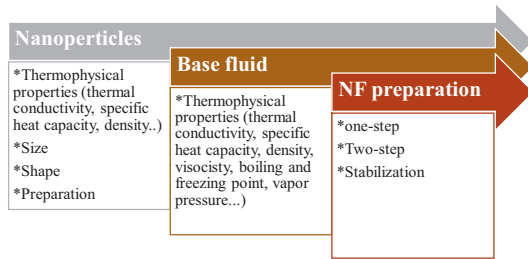 Nanoperticles
*Thermophysical
properties (thermal
conductivity, specific
heat capacity, density..)
*Size
*Shape
*Preparation
Base fluid
*Thermophysical
properties (thermal
conductivity, specific
heat capacity, density,
visocisty, boiling and
freezing point, vapor
pressure...)
NF preparation
*one-step
*Two-step
*Stabilization